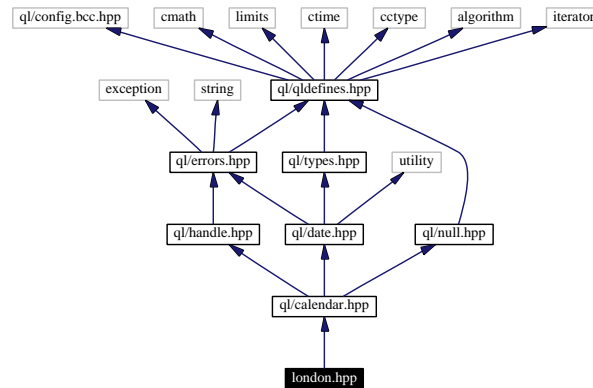 ql/config.bcc.hpp
cmath
limits
ctime
cctype
algorithm
iterator
exception
string
ql/qldefines.hpp
ql/errors.hpp
ql/types.hpp
utility
ql/handle.hpp
ql/date.hpp
ql/null.hpp
ql/calendar.hpp
london.hpp